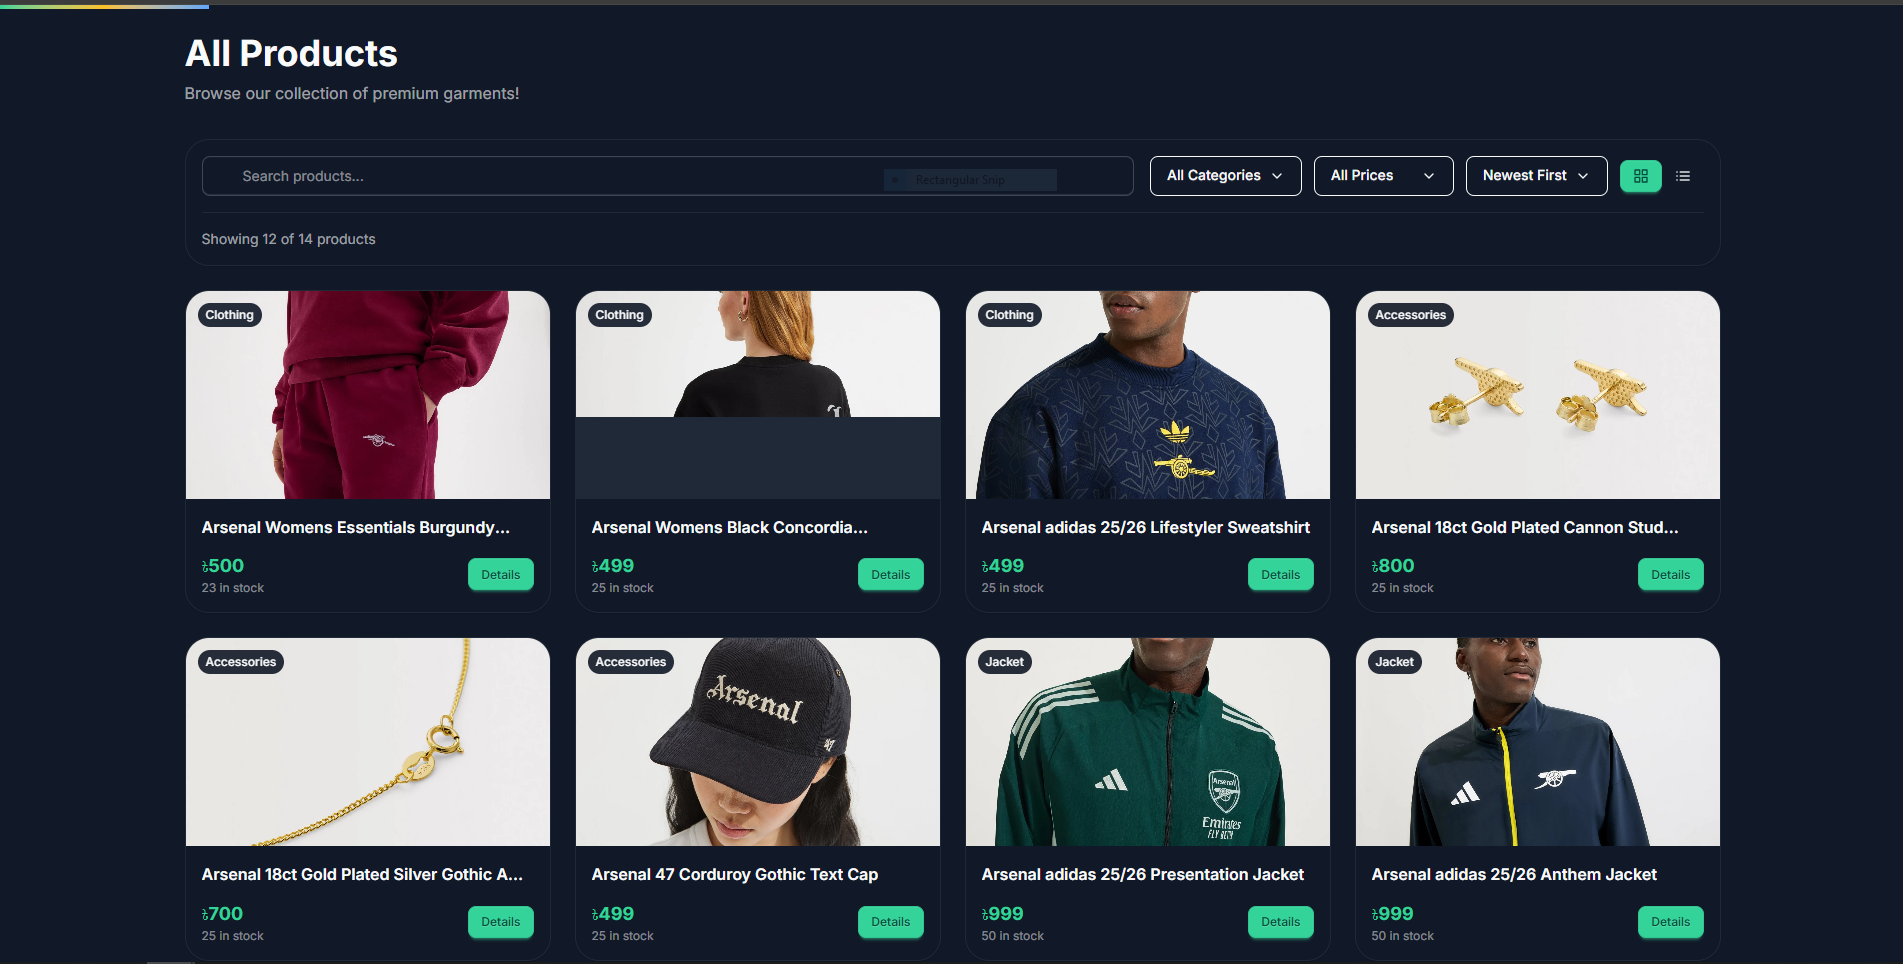 All Products
Browse our collection of premium garments!
Search products...
Rectangular Snip
All Categories
All Prices
Newest First
Showing 12 of 14 products
Clothing
Clothing
Clothing
Accessories
Arsenal Womens Essentials Burgundy...
Arsenal Womens Black Concordia...
Arsenal adidas 25/26 Lifestyler Sweatshirt
Arsenal 18ct Gold Plated Cannon Stud...
৳500
৳499
৳499
৳800
23 in stock
25 in stock
25 in stock
25 in stock
Details
Details
Details
Details
Accessories
Accessories
Jacket
Jacket
Arsenal
47
Arsenal
Emirates
FLY BETTER
Arsenal 18ct Gold Plated Silver Gothic A...
Arsenal 47 Corduroy Gothic Text Cap
Arsenal adidas 25/26 Presentation Jacket
Arsenal adidas 25/26 Anthem Jacket
৳700
৳499
৳999
৳999
25 in stock
25 in stock
50 in stock
50 in stock
Details
Details
Details
Details